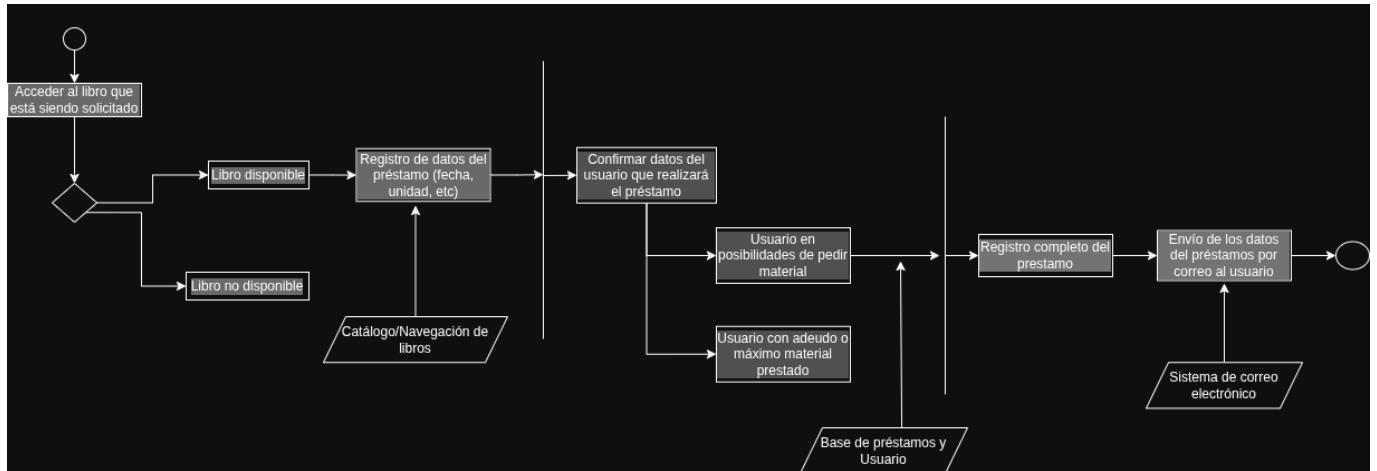 Acceder al libro que
está siendo solicitado
Libro disponible
Libro no disponible
Registro de datos del
préstamo (fecha,
unidad, etc)
Catálogo/Navegación de
libros
Confirmar datos del
usuario que realizará
el préstamo
Usuario en
posibilidades de pedir
material
Usuario con adeudo o
máximo material
prestado
Base de préstamos y
Usuario
Registro completo del
prestamo
Envío de los datos
del préstamos por
correo al usuario
Sistema de correo
electrónico